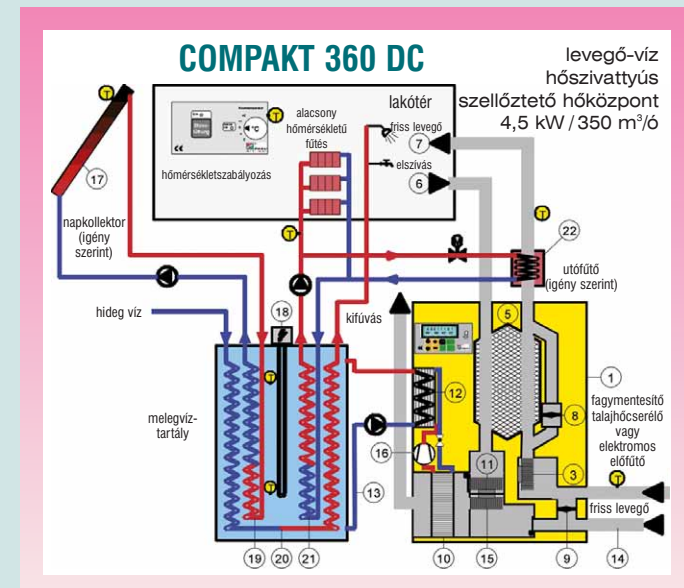 COMPAKT 360 DC
levegő-víz
hőszivattyús
szellőztető hőközpont
4,5 kW / 350 m³/ó
lakótér
alacsony
hőmérsékletű
fűtés
friss levegő
7
elszívás
6
hőmérsékletszabályozás
°C
T
T
T
T
17
napkollektor
(igény
szerint)
22
utófűtő
(igény szerint)
hideg víz
18
kifúvás
5
1
T
12
8
fagymentesítő
talajhőcserélő
vagy
elektromos
előfűtő
melegvíz-
tartály
16
11
3
T
T
13
friss levegő
19
20
21
10
15
9
14